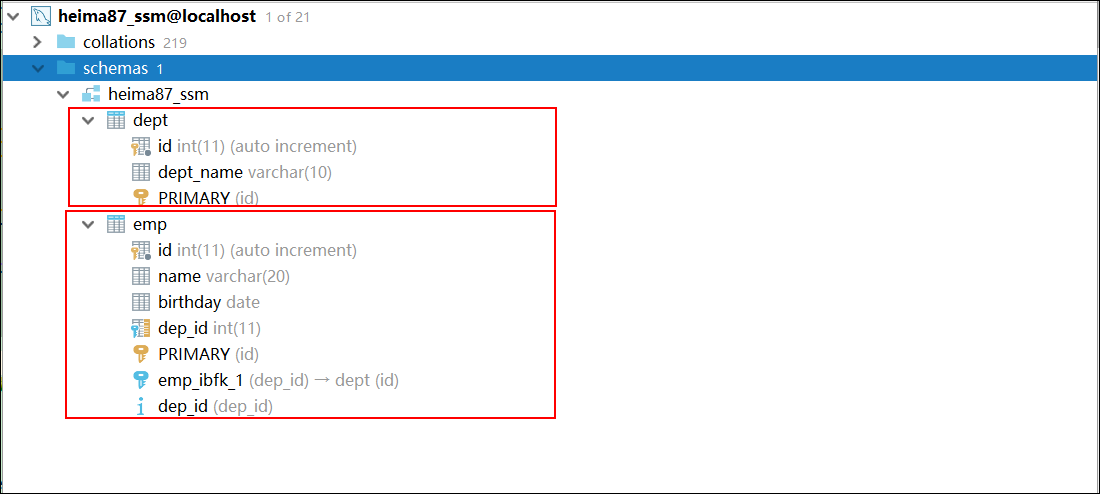 heima87_ssm@localhost 1 of 21
collations 219
schemas 1
heima87_ssm
dept
id int(11) (auto increment)
dept_name varchar(10)
PRIMARY (id)
emp
id int(11) (auto increment)
name varchar(20)
birthday date
dep_id int(11)
PRIMARY (id)
emp_ibfk_1 (dep_id) → dept (id)
dep_id (dep_id)